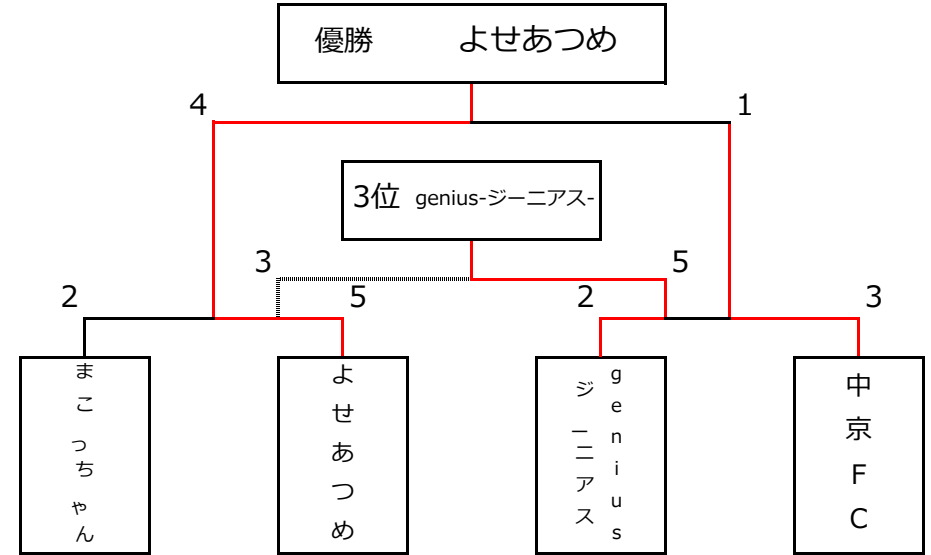 優勝 よせあつめ
4 1
3位 genius-ジーニアス-
3 5
2 5 2 3
まこっちゃん
よせあつめ
genius
ジーニアス
中京FC